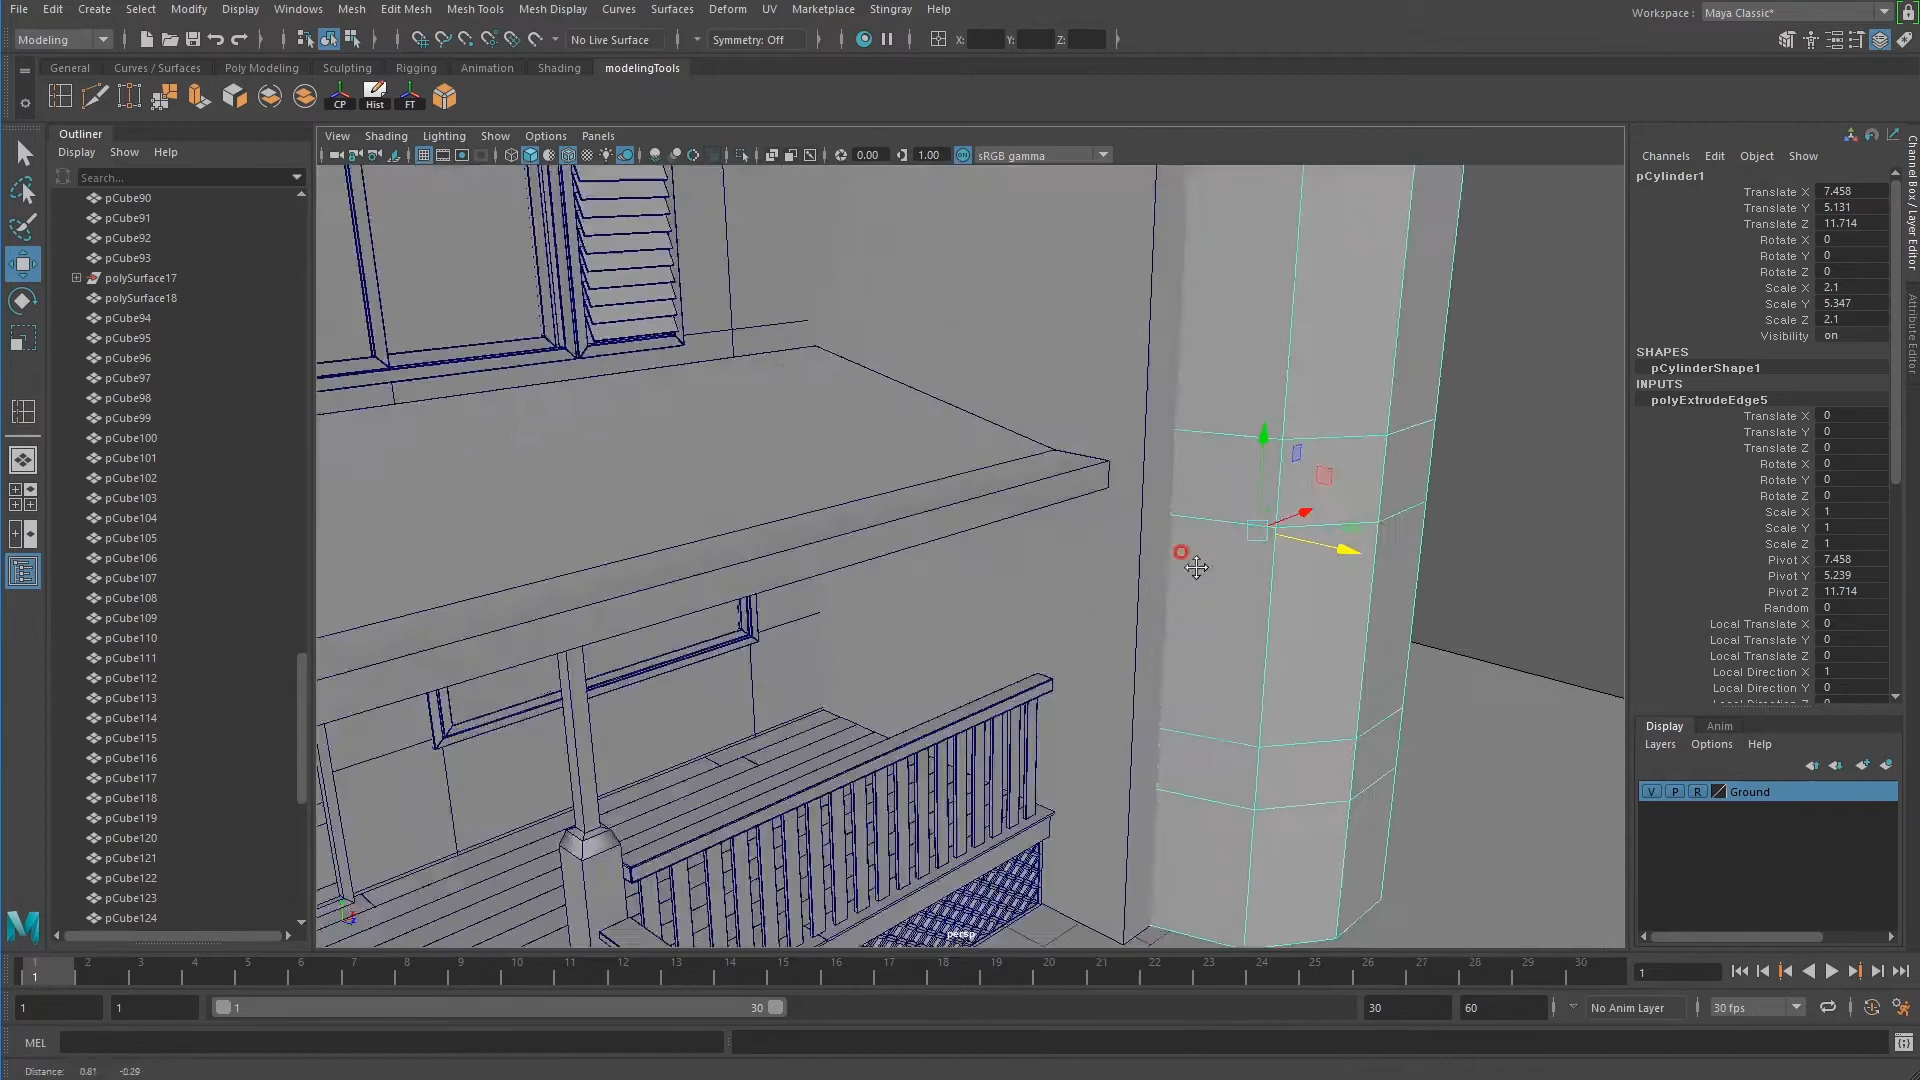 File Edit Create Select Modify Display Windows Mesh Edit Mesh Mesh Tools Mesh Display Curves Surfaces Deform UV Marketplace Stingray Help
Workspace : Maya Classic*
Modeling
No Live Surface
Symmetry: Off
X: Y: Z:
General Curves / Surfaces Poly Modeling Sculpting Rigging Animation Shading modelingTools
CP Hist FT
Outliner
Display Show Help
Search...
pCube90
pCube91
pCube92
pCube93
polySurface17
polySurface18
pCube94
pCube95
pCube96
pCube97
pCube98
pCube99
pCube100
pCube101
pCube102
pCube103
pCube104
pCube105
pCube106
pCube107
pCube108
pCube109
pCube110
pCube111
pCube112
pCube113
pCube114
pCube115
pCube116
pCube117
pCube118
pCube119
pCube120
pCube121
pCube122
pCube123
pCube124
View Shading Lighting Show Options Panels
0.00 1.00 sRGB gamma
persp
Channels Edit Object Show
pCylinder1
Translate X 7.458
Translate Y 5.131
Translate Z 11.714
Rotate X 0
Rotate Y 0
Rotate Z 0
Scale X 2.1
Scale Y 5.347
Scale Z 2.1
Visibility on
SHAPES
pCylinderShape1
INPUTS
polyExtrudeEdge5
Translate X 0
Translate Y 0
Translate Z 0
Rotate X 0
Rotate Y 0
Rotate Z 0
Scale X 1
Scale Y 1
Scale Z 1
Pivot X 7.458
Pivot Y 5.239
Pivot Z 11.714
Random 0
Local Translate X 0
Local Translate Y 0
Local Translate Z 0
Local Direction X 1
Local Direction Y 0
Channel Box / Layer Editor
Attribute Editor
Display Anim
Layers Options Help
V P R Ground
1 2 3 4 5 6 7 8 9 10 11 12 13 14 15 16 17 18 19 20 21 22 23 24 25 26 27 28 29 30
1
1
1 1 1 30 30 60 No Anim Layer 30 fps
MEL
Distance: 0.81 -0.29